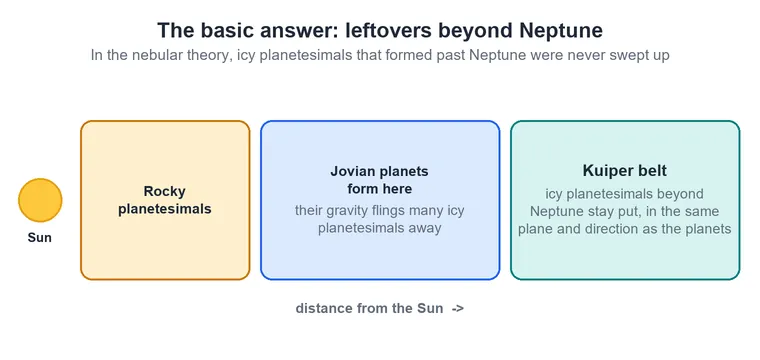 The basic answer: leftovers beyond Neptune
In the nebular theory, icy planetesimals that formed past Neptune were never swept up
Sun
Rocky
planetesimals
Jovian planets
form here
their gravity flings many icy
planetesimals away
Kuiper belt
icy planetesimals beyond
Neptune stay put, in the same
plane and direction as the planets
distance from the Sun ->